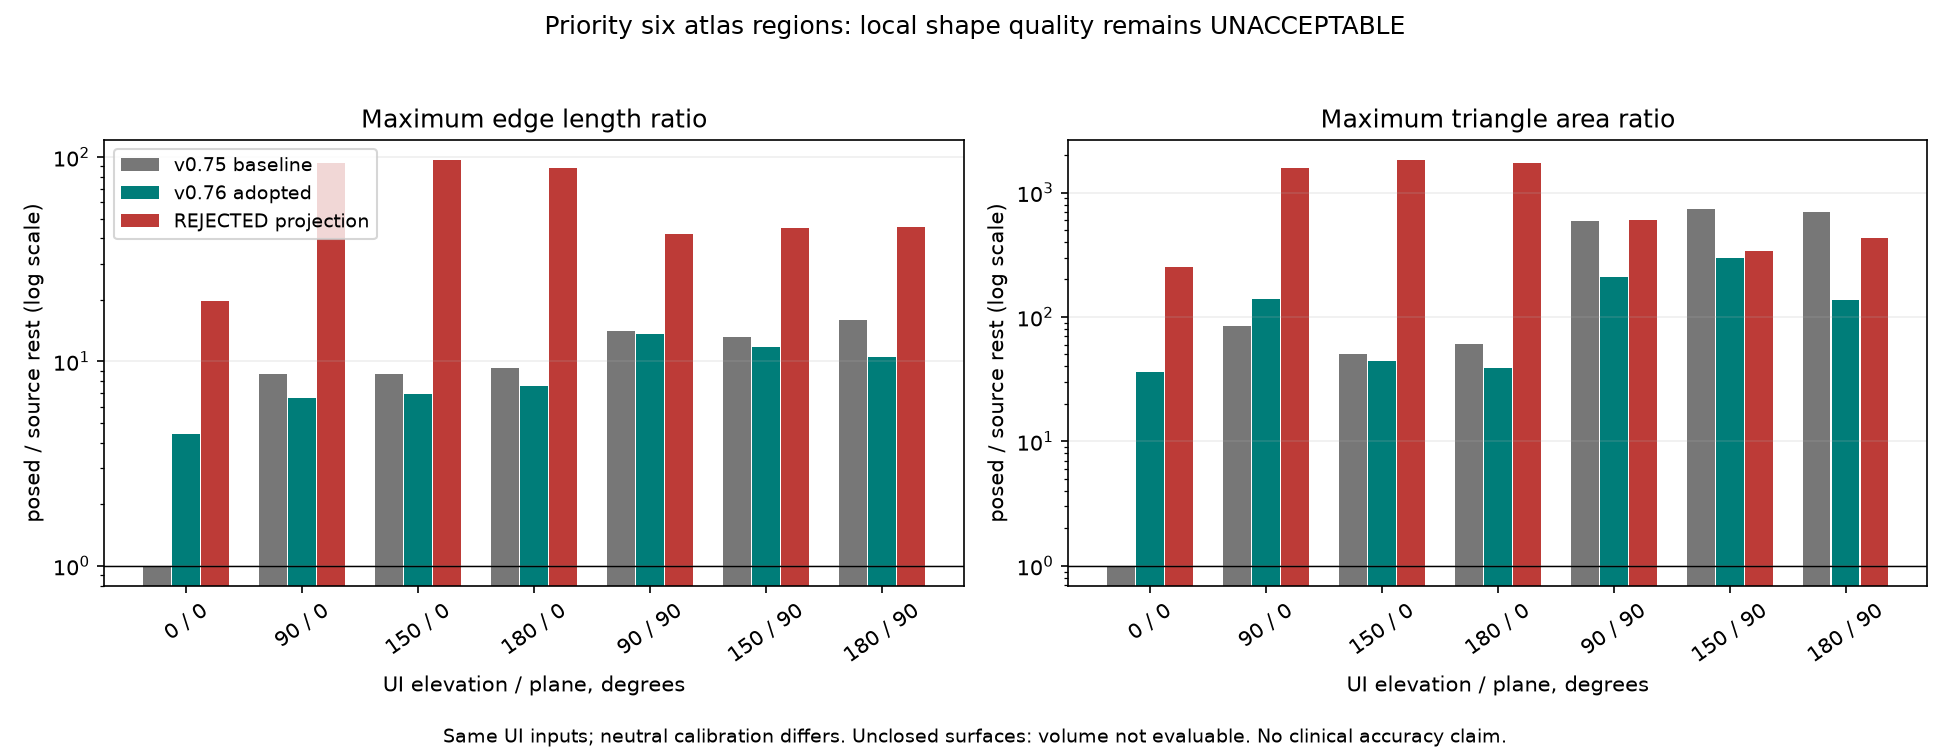 Priority six atlas regions: local shape quality remains UNACCEPTABLE
Maximum edge length ratio
posed / source rest (log scale)
10²
10¹
10⁰
v0.75 baseline
v0.76 adopted
REJECTED projection
0 / 0
90 / 0
150 / 0
180 / 0
90 / 90
150 / 90
180 / 90
UI elevation / plane, degrees
Maximum triangle area ratio
posed / source rest (log scale)
10³
10²
10¹
10⁰
0 / 0
90 / 0
150 / 0
180 / 0
90 / 90
150 / 90
180 / 90
UI elevation / plane, degrees
Same UI inputs; neutral calibration differs. Unclosed surfaces: volume not evaluable. No clinical accuracy claim.